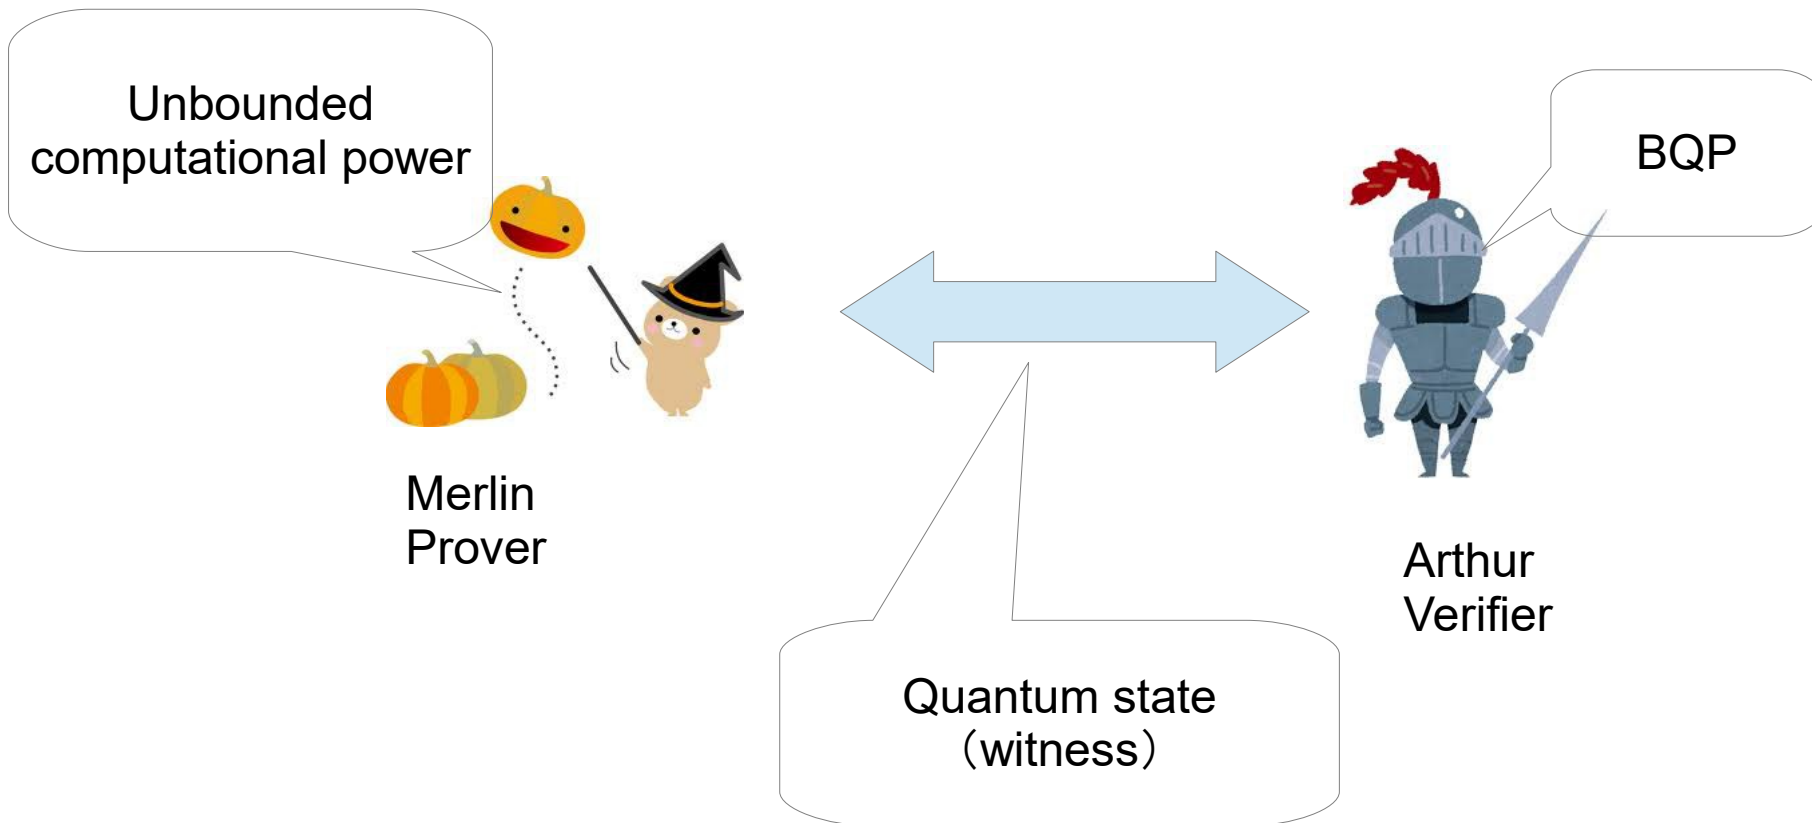 Unbounded
computational power
BQP
Merlin
Prover
Arthur
Verifier
Quantum state
（witness）